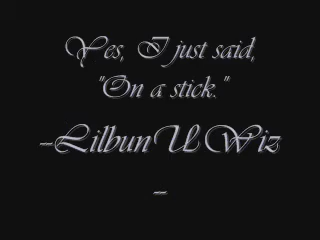 Yes, I just said,
"On a stick."
--LilbunUWiz
-